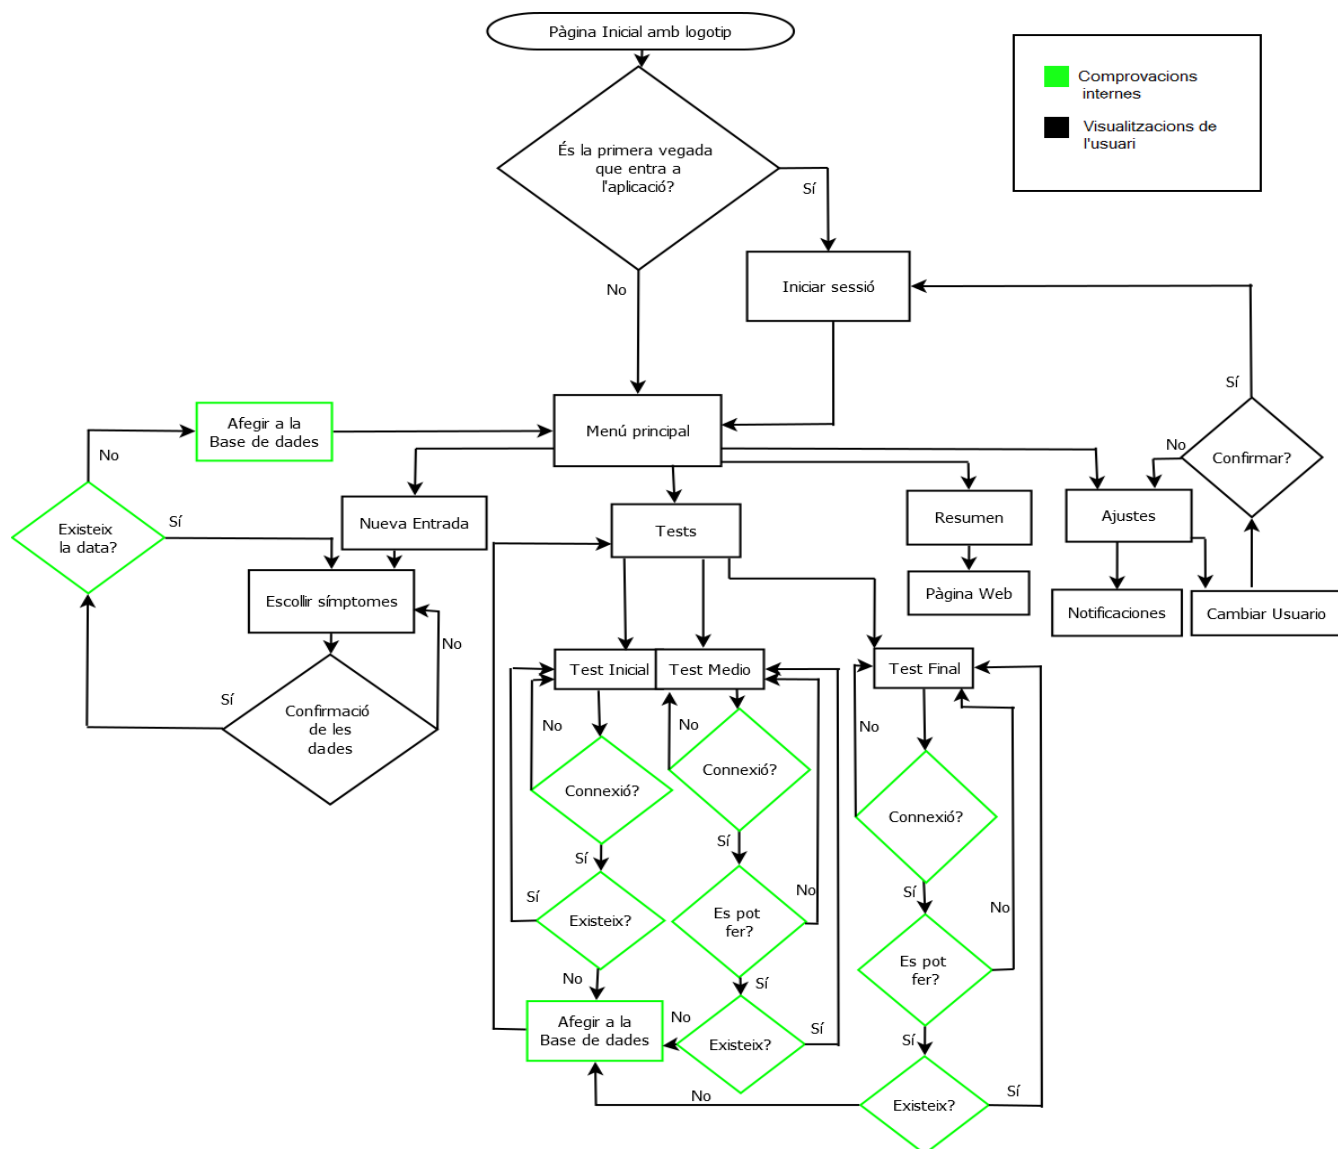 Pàgina Inicial amb logotip
Comprovacions
internes
Visualitzacions de
l'usuari
És la primera vegada
que entra a
l'aplicació?
Sí
No
Iniciar sessió
Sí
Afegir a la
Base de dades
Menú principal
No
No
Confirmar?
Existeix
la data?
Sí
Nueva Entrada
Tests
Resumen
Ajustes
Escollir símptomes
Pàgina Web
Notificaciones
Cambiar Usuario
No
Sí
Confirmació
de les
dades
Test Inicial
Test Medio
Test Final
No
No
No
Connexió?
Connexió?
Connexió?
Sí
Sí
Sí
Sí
No
No
Existeix?
Es pot
fer?
Es pot
fer?
No
Sí
Afegir a la
Base de dades
No
Existeix?
Sí
Sí
No
Existeix?
Sí